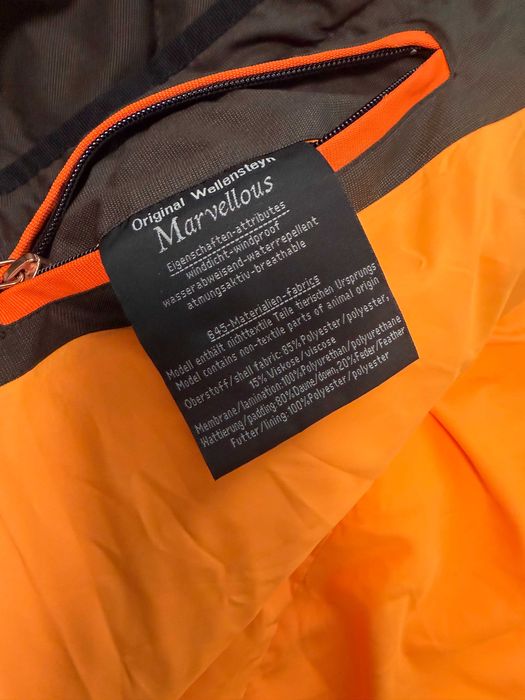 Original Wellensteyn
Marvellous
Eigenschaften-attributes
winddicht-windproof
wasserabweisend-waterrepellent
atmungsaktiv-breathable
845-Materialien-fabrics
Modell enthält nichttextile Teile tierischen Ursprungs
Model contains non-textile parts of animal origin
Oberstoff/shell fabric:85%Polyester/polyester,
15%Viskose/viscose
Membrane/lamination:100%Polyurethan/polyurethane
Wattierung/padding:80%Daune/down,20%Feder/Feather
Futter/lining:100%Polyester/polyester